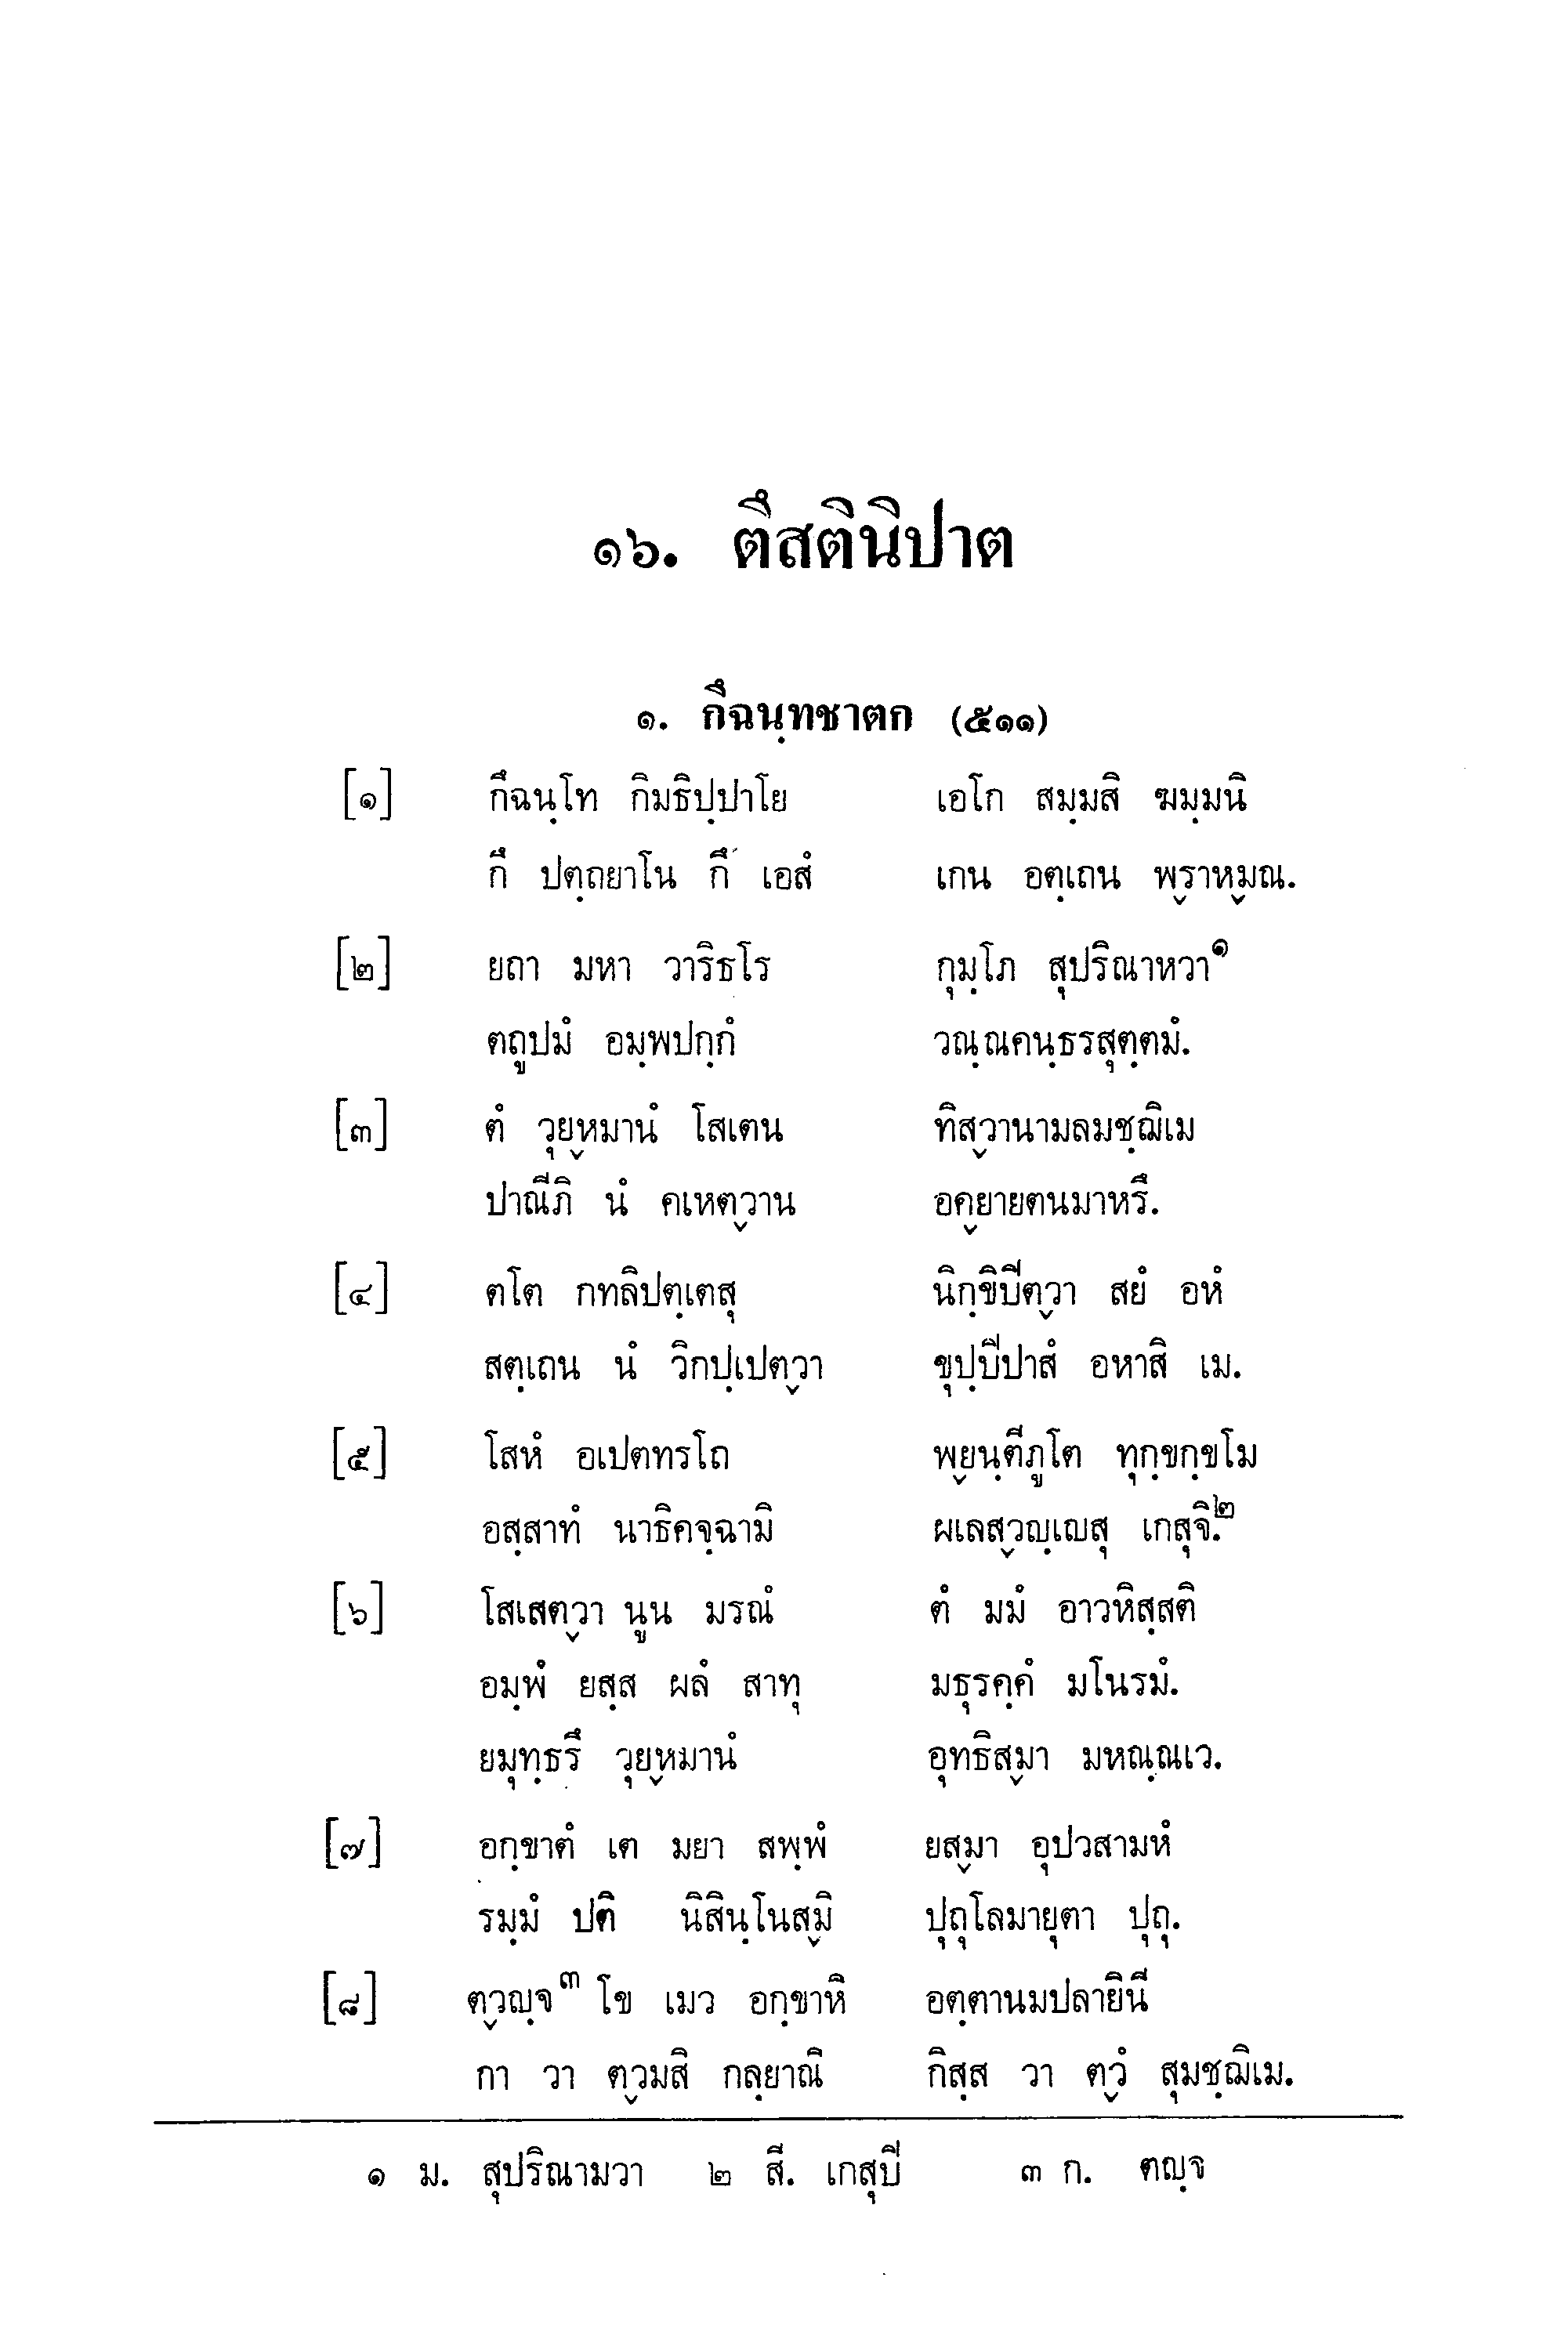 ๑๖. ตึสตินิปาต
๑. กึฉนฺทชาตก (๕๑๑)
[๑] กึฉนฺโท กิมธิปฺปาโย เอโก สมฺมสิ ฆมฺมนิ
กึ ปตฺถยาโน กึ เอสํ เกน อตฺเถน พ๎ราห๎มณ.
[๒] ยถา มหา วาริธโร กุมฺโภ สุปริณาหวา๑
ตถูปมํ อมฺพปกฺกํ วณฺณคนฺธรสุตฺตมํ.
[๓] ตํ วุย๎หมานํ โสเตน ทิส๎วานามลมชฺฌิเม
ปาณีภิ นํ คเหต๎วาน อค๎ยายตนมาหรึ.
[๔] ตโต กทลิปตฺเตสุ นิกฺขิปิต๎วา สยํ อหํ
สตฺเถน นํ วิกปฺเปต๎วา ขุปฺปิปาสํ อหาสิ เม.
[๕] โสหํ อเปตทรโถ พ๎ยนฺตีภูโต ทุกฺขกฺขโม
อสฺสาทํ นาธิคจฺฉามิ ผเลส๎วญฺเญสุ เกสุจิ.๒
[๖] โสเสต๎วา นูน มรณํ ตํ มมํ อาวหิสฺสติ
อมฺพํ ยสฺส ผลํ สาทุ มธุรคฺคํ มโนรมํ.
ยมุทฺธรึ วุย๎หมานํ อุทธิส๎มา มหณฺณเว.
[๗] อกฺขาตํ เต มยา สพฺพํ ยส๎มา อุปวสามหํ
รมฺมํ ปติ นิสินฺโนส๎มิ ปุถุโลมายุตา ปุถุ.
[๘] ต๎วญฺจ๓ โข เมว อกฺขาหิ อตฺตานมปลายินิ
กา วา ต๎วมสิ กลฺยาณิ กิสฺส วา ต๎วํ สุมชฺฌิเม.
๑ ม. สุปริณามวา ๒ สี. เกสุปิ ๓ ก. ตญฺจ